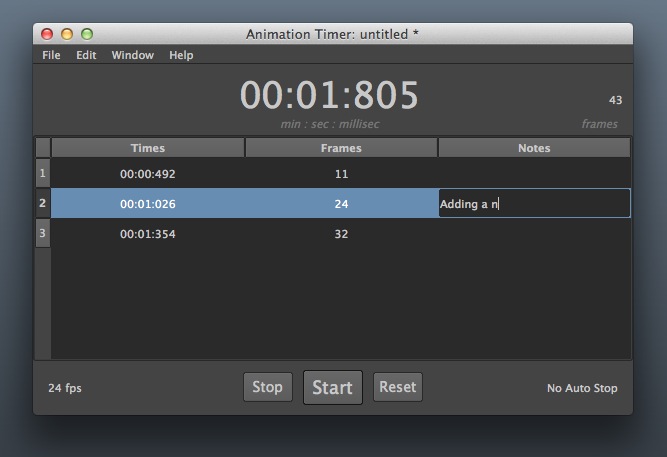 Animation Timer: untitled *
File Edit Window Help
00:01:805
43
min : sec : millisec
frames
Times Frames Notes
1 00:00:492 11
2 00:01:026 24 Adding a n
3 00:01:354 32
24 fps Stop Start Reset No Auto Stop